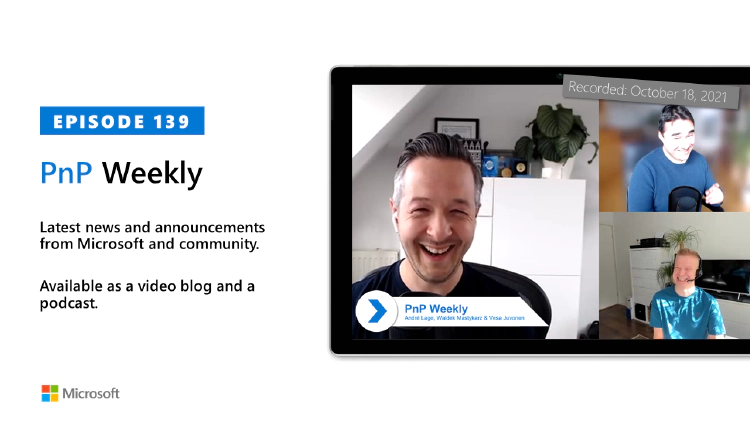 EPISODE 139
PnP Weekly
Latest news and announcements
from Microsoft and community.
Available as a video blog and a
podcast.
Microsoft
Recorded: October 18, 2021
PnP Weekly
André Lage, Waldek Mastykarz & Vesa Juvonen